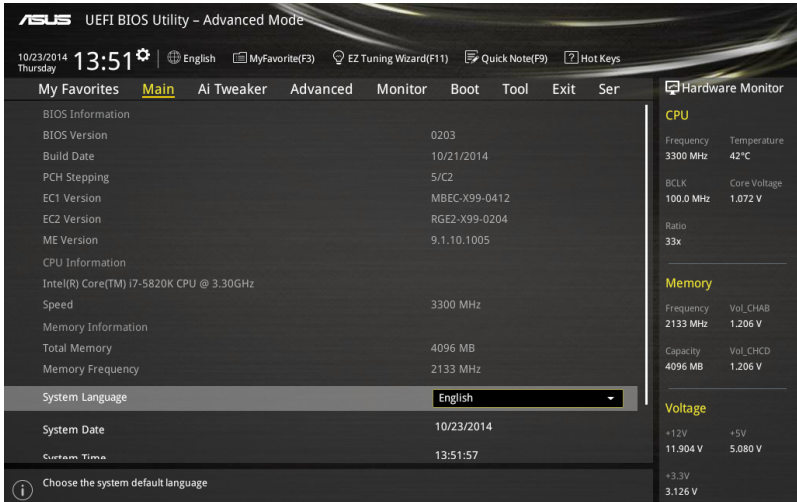 ASUS UEFI BIOS Utility – Advanced Mode
10/23/2014 Thursday 13:51 English MyFavorite(F3) EZ Tuning Wizard(F11) Quick Note(F9) ? Hot Keys
My Favorites Main Ai Tweaker Advanced Monitor Boot Tool Exit Ser
BIOS Information
BIOS Version 0203
Build Date 10/21/2014
PCH Stepping 5/C2
EC1 Version MBEC-X99-0412
EC2 Version RGE2-X99-0204
ME Version 9.1.10.1005
CPU Information
Intel(R) Core(TM) i7-5820K CPU @ 3.30GHz
Speed 3300 MHz
Memory Information
Total Memory 4096 MB
Memory Frequency 2133 MHz
System Language English
System Date 10/23/2014
System Time 13:51:57
Choose the system default language
Hardware Monitor
CPU
Frequency Temperature
3300 MHz 42°C
BCLK Core Voltage
100.0 MHz 1.072 V
Ratio
33x
Memory
Frequency Vol_CHAB
2133 MHz 1.206 V
Capacity Vol_CHCD
4096 MB 1.206 V
Voltage
+12V +5V
11.904 V 5.080 V
+3.3V
3.126 V